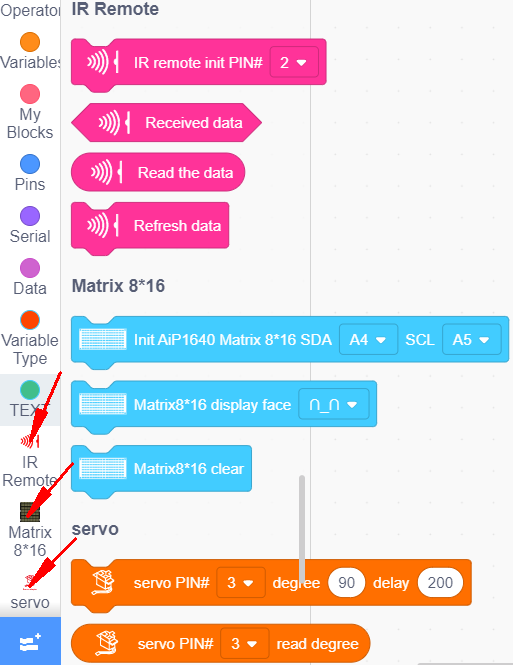 Operator
Variables
My
Blocks
Pins
Serial
Data
Variable
Type
TEXT
IR
Remote
Matrix
8*16
servo
IR Remote
IR remote init PIN# 2
Received data
Read the data
Refresh data
Matrix 8*16
Init AiP1640 Matrix 8*16 SDA A4 SCL A5
Matrix8*16 display face ∩_∩
Matrix8*16 clear
servo
servo PIN# 3 degree 90 delay 200
servo PIN# 3 read degree